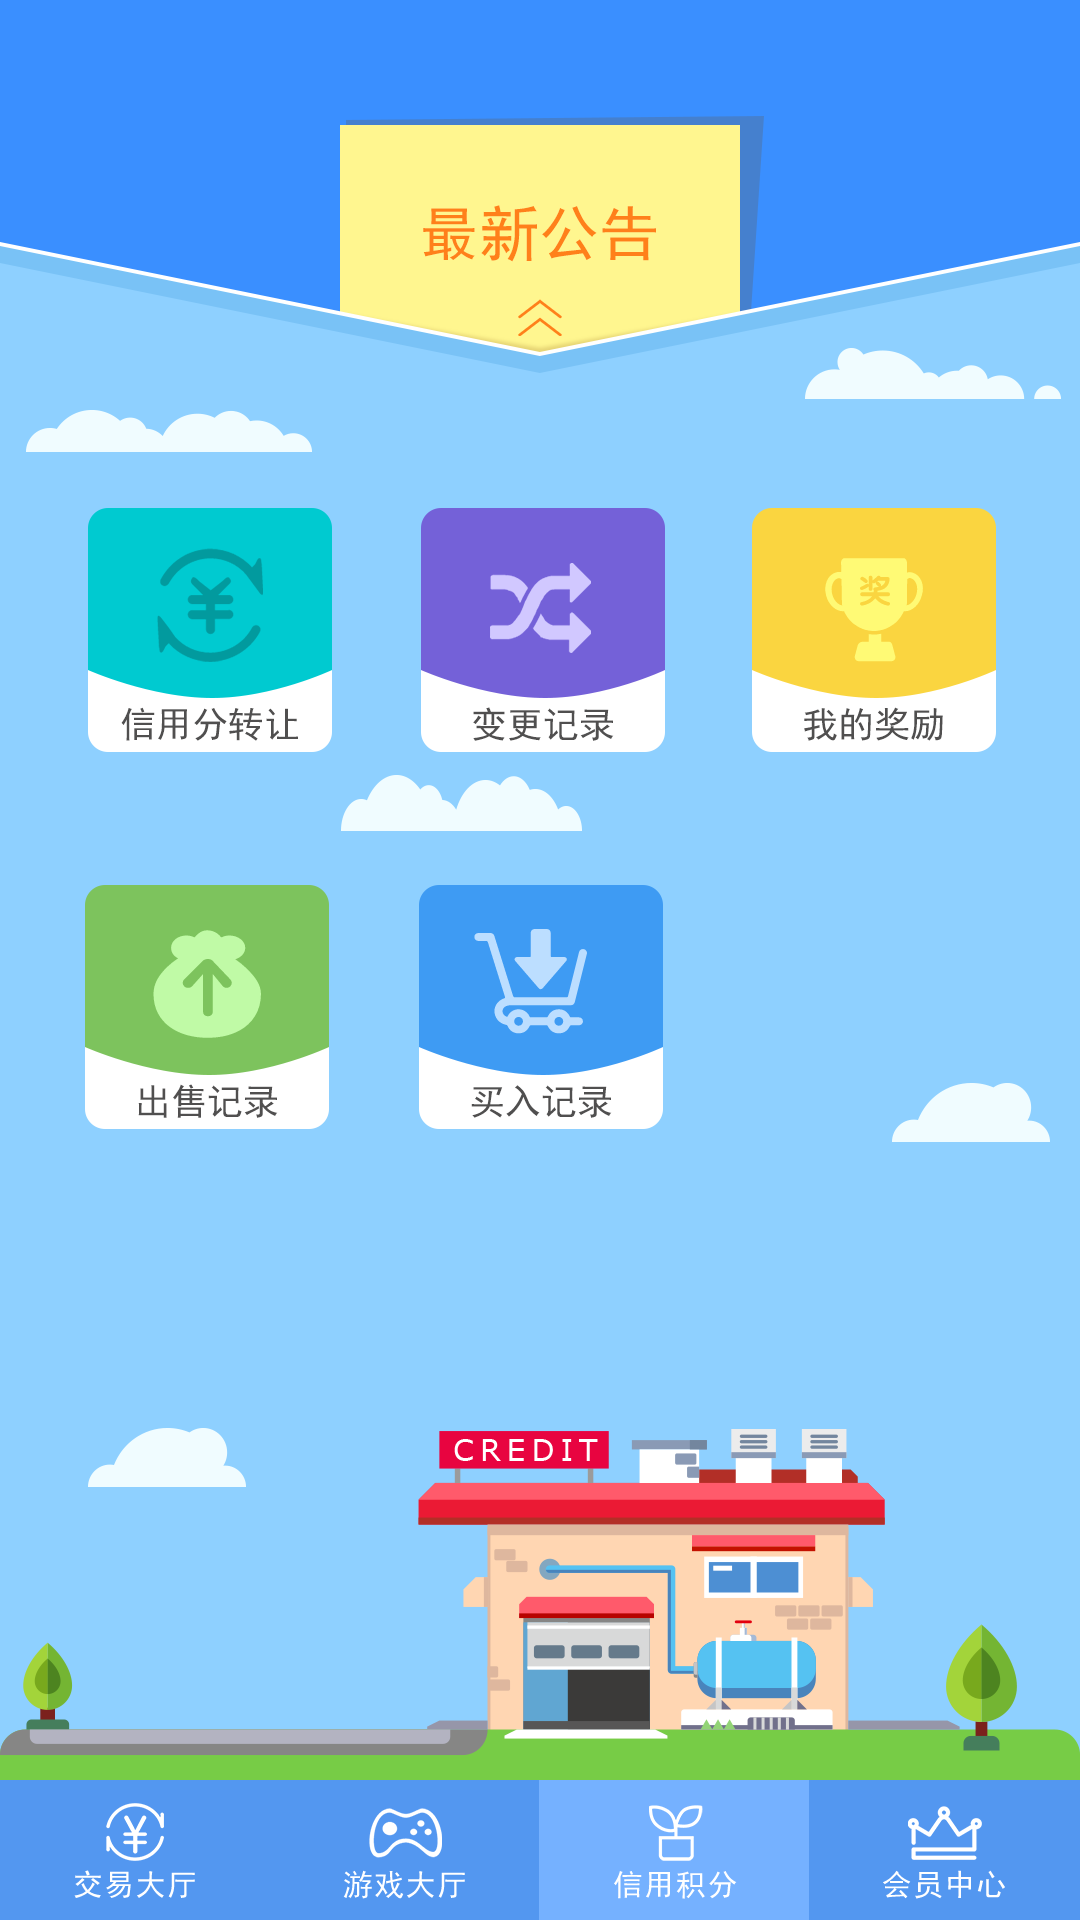 最新公告
信用分转让
变更记录
奖
我的奖励
出售记录
买入记录
CREDIT
交易大厅
游戏大厅
信用积分
会员中心